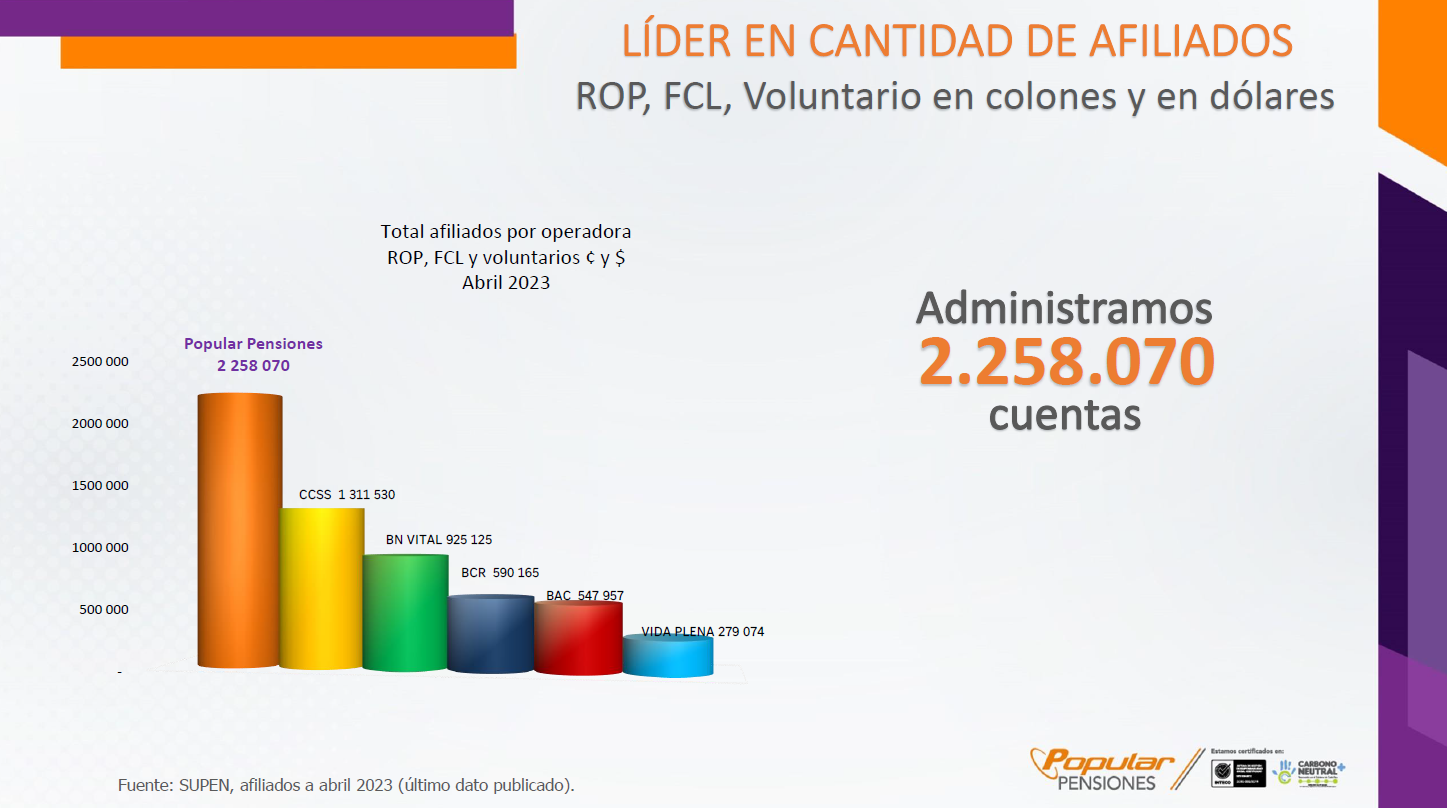 LÍDER EN CANTIDAD DE AFILIADOS
ROP, FCL, Voluntario en colones y en dólares
Total afiliados por operadora
ROP, FCL y voluntarios ¢ y $
Abril 2023
Popular Pensiones
2 258 070
2500 000
2000 000
1500 000
1000 000
500 000
-
CCSS 1 311 530
BN VITAL 925 125
BCR 590 165
BAC 547 957
VIDA PLENA 279 074
Administramos
2.258.070
cuentas
Fuente: SUPEN, afiliados a abril 2023 (último dato publicado).
Popular
PENSIONES
Estamos certificados en:
INTECO
CARBONO
NEUTRAL+